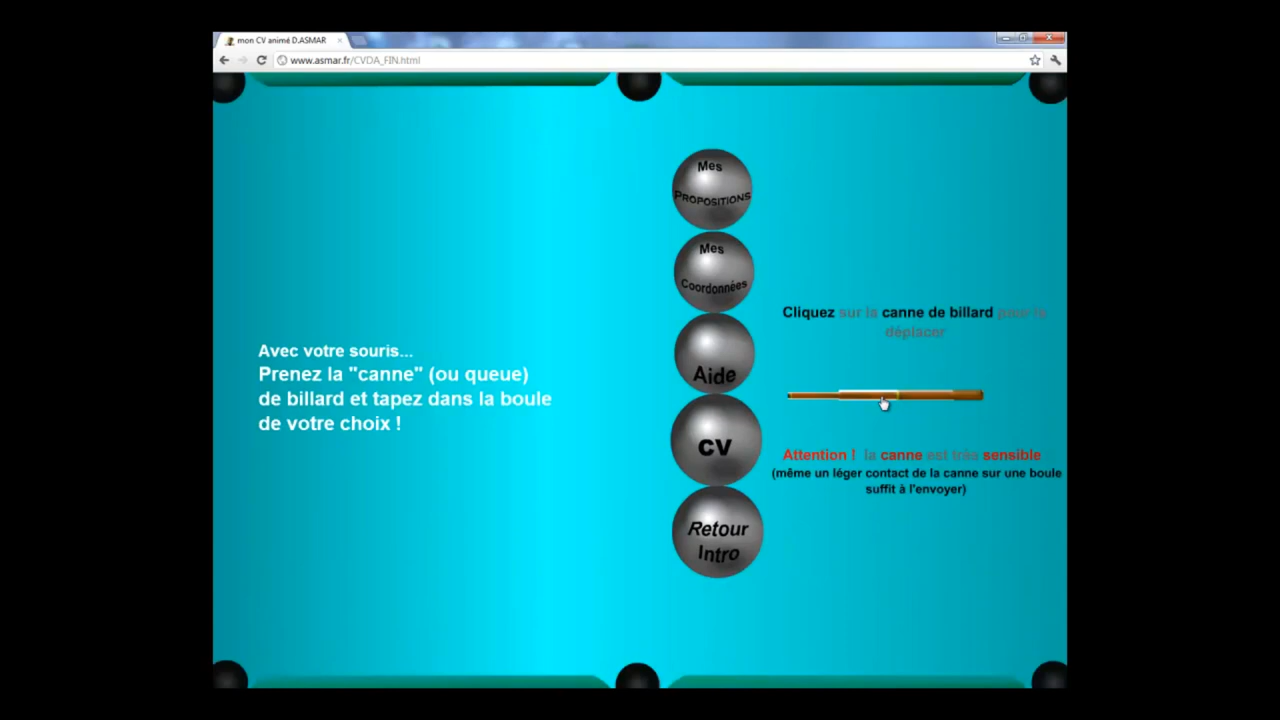 mon CV animé D.ASMAR
www.asmar.fr/CVDA_FIN.html
Mes
PROPOSITIONS
Mes
Coordonnées
Aide
CV
Retour
Intro
Avec votre souris...
Prenez la "canne" (ou queue)
de billard et tapez dans la boule
de votre choix !
Cliquez sur la canne de billard pour la
déplacer
Attention ! la canne est très sensible
(même un léger contact de la canne sur une boule
suffit à l'envoyer)